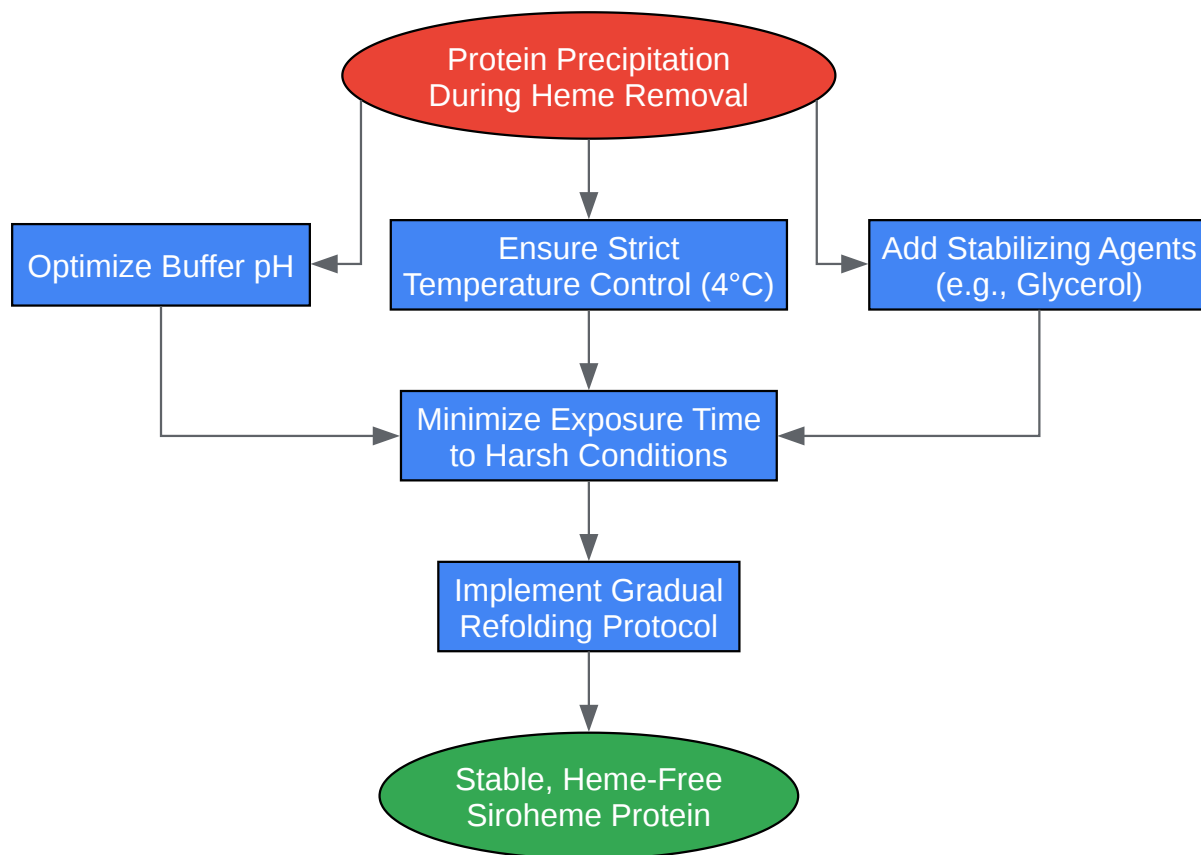 Protein Precipitation
During Heme Removal
Optimize Buffer pH
Ensure Strict
Temperature Control (4°C)
Add Stabilizing Agents
(e.g., Glycerol)
Minimize Exposure Time
to Harsh Conditions
Implement Gradual
Refolding Protocol
Stable, Heme-Free
Siroheme Protein